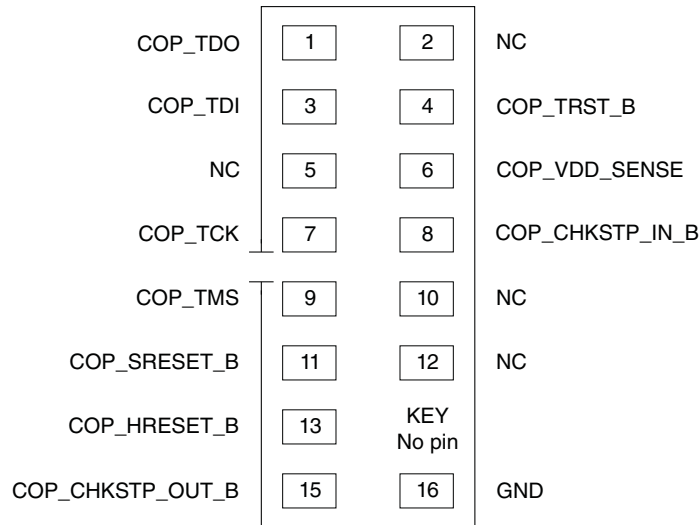 COP_TDO 1 2 NC
COP_TDI 3 4 COP_TRST_B
NC 5 6 COP_VDD_SENSE
COP_TCK 7 8 COP_CHKSTP_IN_B
COP_TMS 9 10 NC
COP_SRESET_B 11 12 NC
COP_HRESET_B 13 KEY
No pin
COP_CHKSTP_OUT_B 15 16 GND